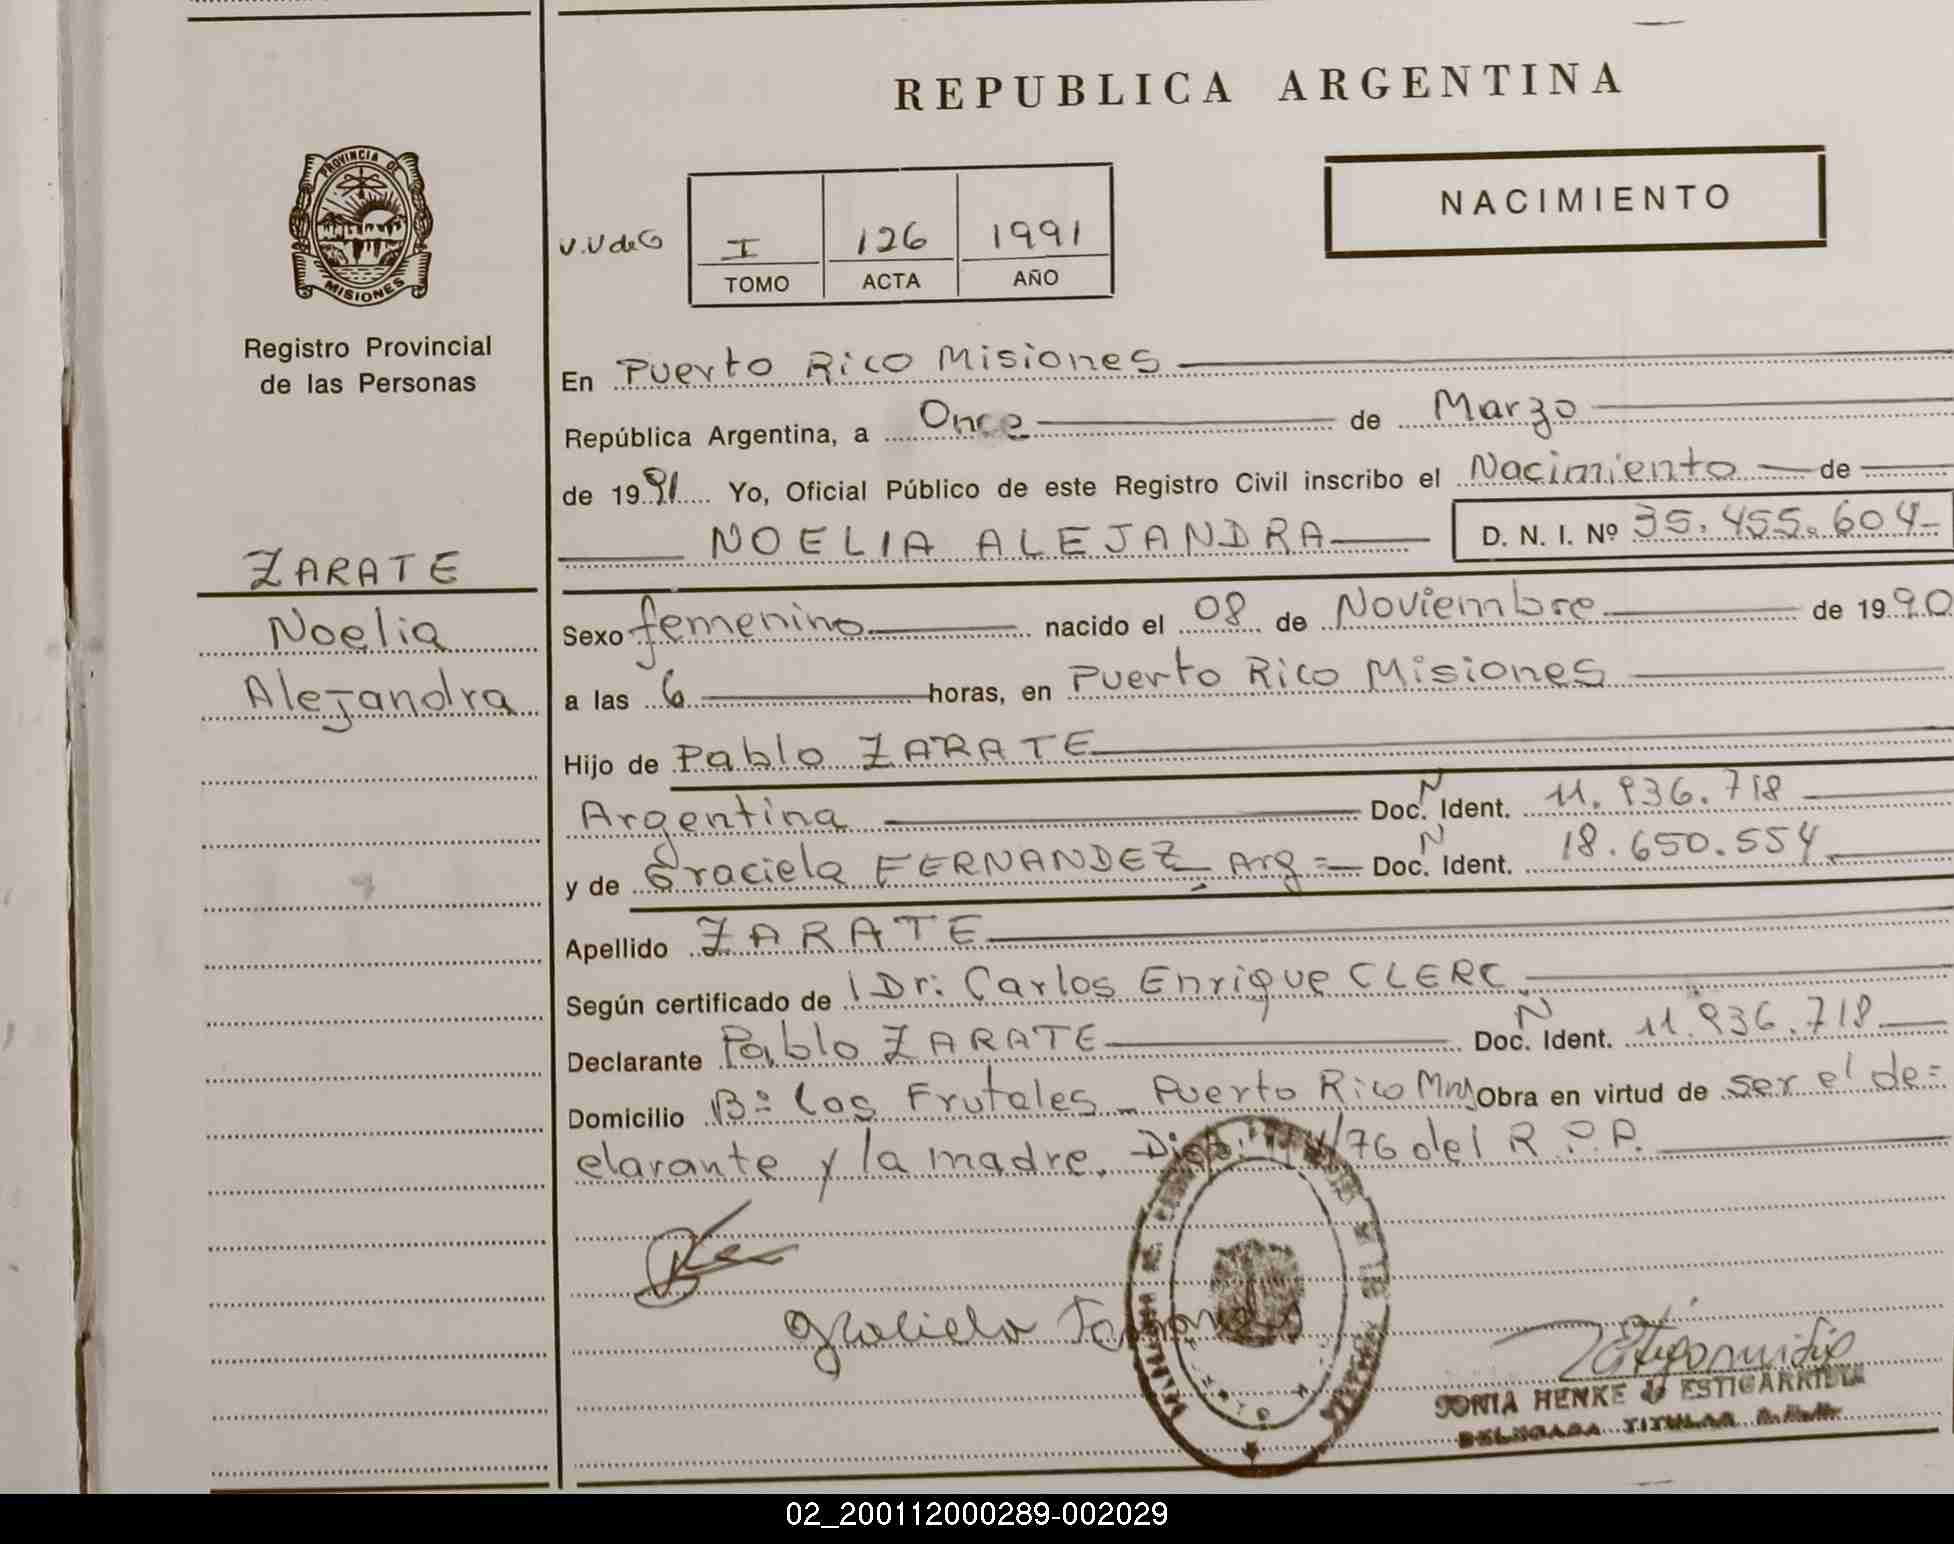 REPUBLICA ARGENTINA
NACIMIENTO
PROVINCIA DE
MISIONES
Registro Provincial
de las Personas
V.V de G
I 126 1991
TOMO ACTA AÑO
En Puerto Rico Misiones
República Argentina, a Once de Marzo
de 1991 Yo, Oficial Público de este Registro Civil inscribo el Nacimiento de
NOELIA ALEJANDRA D. N. I. Nº 35.455.604
ZARATE
Noelia
Alejandra
Sexo femenino nacido el 08 de Noviembre de 1990
a las 6 horas, en Puerto Rico Misiones
Hijo de Pablo ZARATE
Argentina Doc. N Ident. 11.936.718
y de Graciela FERNANDEZ, Arg= Doc. N Ident. 18.650.554
Apellido ZARATE
Según certificado de Dr: Carlos Enrique CLERC.
Declarante Pablo ZARATE Doc. N Ident. 11.936.718
Domicilio Bº Los Frutales - Puerto Rico Mns Obra en virtud de ser el de=
clarante y la madre. /76 del R.P.P.
Graciela
SONIA HENKE de ESTIGARRIBIA
DELEGADA TITULAR
02_200112000289-002029